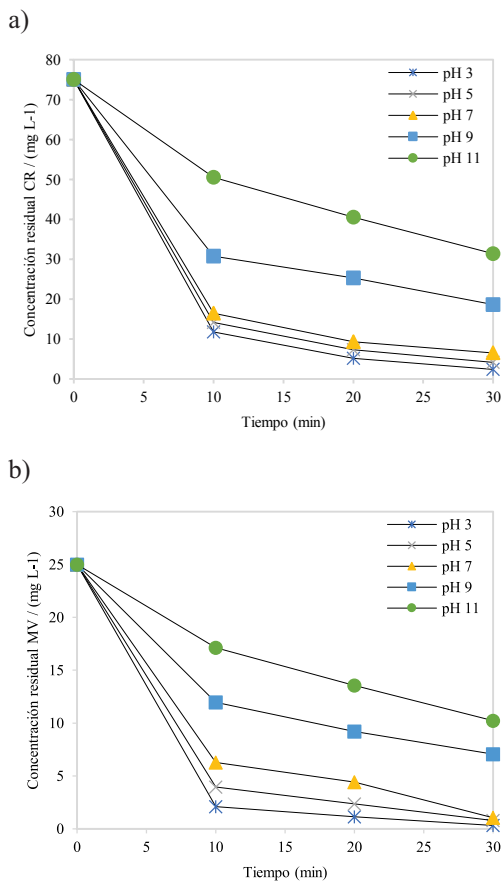 a)
80
70
60
50
40
30
20
10
0
Concentración residual CR / (mg L-1)
0
5
10
15
20
25
30
Tiempo (min)
pH 3
pH 5
pH 7
pH 9
pH 11
b)
30
25
20
15
10
5
0
Concentración residual MV / (mg L-1)
0
5
10
15
20
25
30
Tiempo (min)
pH 3
pH 5
pH 7
pH 9
pH 11